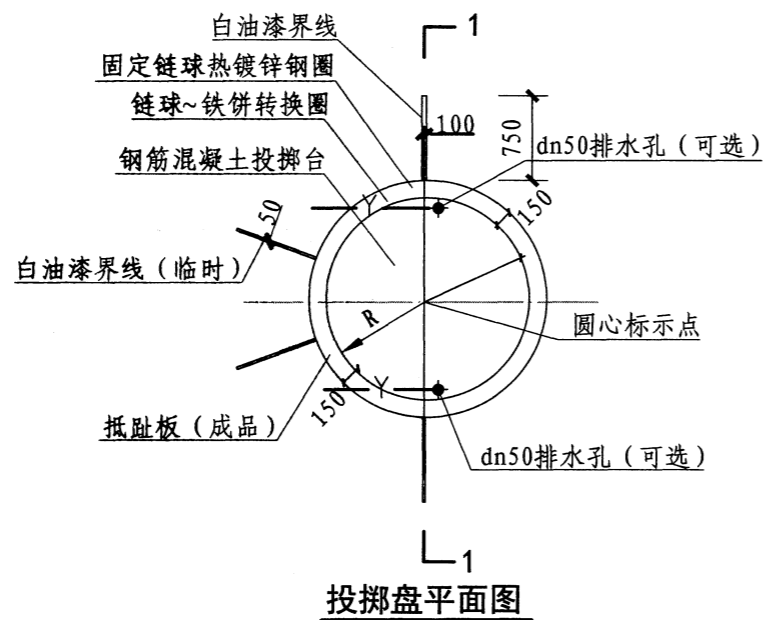 白油漆界线
1
固定链球热镀锌钢圈
链球~铁饼转换圈
100
750
dn50排水孔（可选）
钢筋混凝土投掷台
Y
150
50
白油漆界线（临时）
R
圆心标示点
Y
150
抵趾板（成品）
dn50排水孔（可选）
1
投掷盘平面图